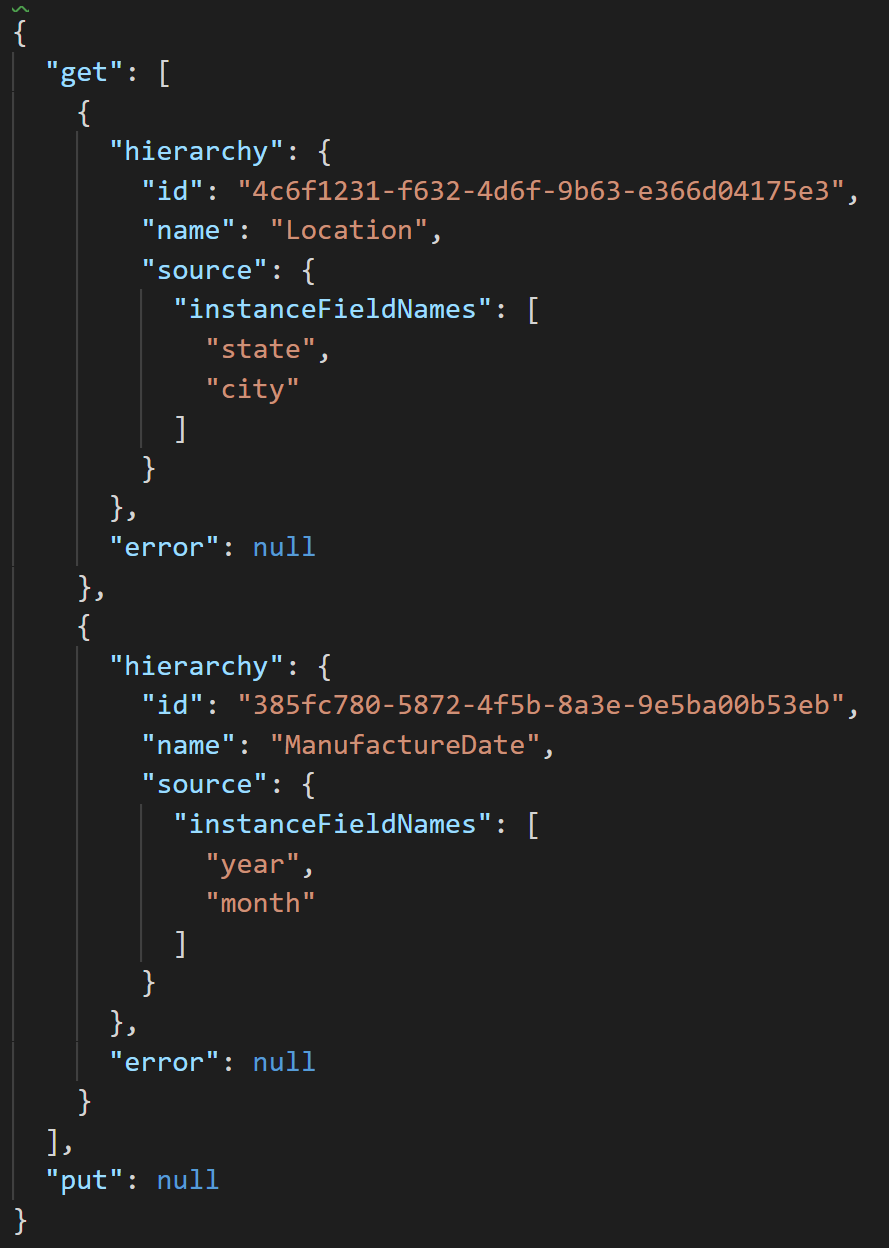 {
  "get": [
    {
      "hierarchy": {
        "id": "4c6f1231-f632-4d6f-9b63-e366d04175e3",
        "name": "Location",
        "source": {
          "instanceFieldNames": [
            "state",
            "city"
          ]
        }
      },
      "error": null
    },
    {
      "hierarchy": {
        "id": "385fc780-5872-4f5b-8a3e-9e5ba00b53eb",
        "name": "ManufactureDate",
        "source": {
          "instanceFieldNames": [
            "year",
            "month"
          ]
        }
      },
      "error": null
    }
  ],
  "put": null
}